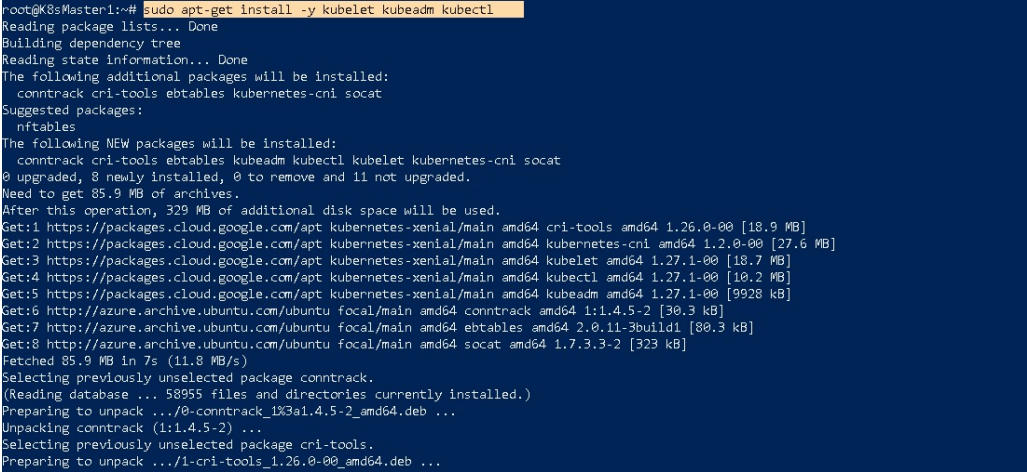 root@K8sMaster1:~# sudo apt-get install -y kubelet kubeadm kubectl
Reading package lists... Done
Building dependency tree
Reading state information... Done
The following additional packages will be installed:
  conntrack cri-tools ebtables kubernetes-cni socat
Suggested packages:
  nftables
The following NEW packages will be installed:
  conntrack cri-tools ebtables kubeadm kubectl kubelet kubernetes-cni socat
0 upgraded, 8 newly installed, 0 to remove and 11 not upgraded.
Need to get 85.9 MB of archives.
After this operation, 329 MB of additional disk space will be used.
Get:1 https://packages.cloud.google.com/apt kubernetes-xenial/main amd64 cri-tools amd64 1.26.0-00 [18.9 MB]
Get:2 https://packages.cloud.google.com/apt kubernetes-xenial/main amd64 kubernetes-cni amd64 1.2.0-00 [27.6 MB]
Get:3 https://packages.cloud.google.com/apt kubernetes-xenial/main amd64 kubelet amd64 1.27.1-00 [18.7 MB]
Get:4 https://packages.cloud.google.com/apt kubernetes-xenial/main amd64 kubectl amd64 1.27.1-00 [10.2 MB]
Get:5 https://packages.cloud.google.com/apt kubernetes-xenial/main amd64 kubeadm amd64 1.27.1-00 [9928 kB]
Get:6 http://azure.archive.ubuntu.com/ubuntu focal/main amd64 conntrack amd64 1:1.4.5-2 [30.3 kB]
Get:7 http://azure.archive.ubuntu.com/ubuntu focal/main amd64 ebtables amd64 2.0.11-3build1 [80.3 kB]
Get:8 http://azure.archive.ubuntu.com/ubuntu focal/main amd64 socat amd64 1.7.3.3-2 [323 kB]
Fetched 85.9 MB in 7s (11.8 MB/s)
Selecting previously unselected package conntrack.
(Reading database ... 58955 files and directories currently installed.)
Preparing to unpack .../0-conntrack_1%3a1.4.5-2_amd64.deb ...
Unpacking conntrack (1:1.4.5-2) ...
Selecting previously unselected package cri-tools.
Preparing to unpack .../1-cri-tools_1.26.0-00_amd64.deb ...